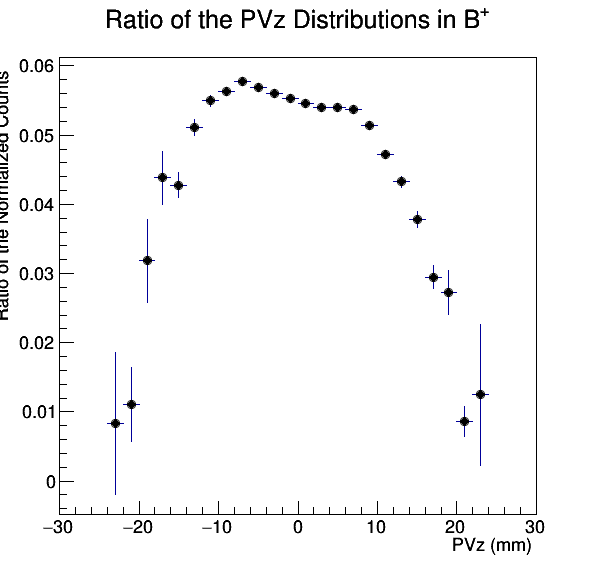 Ratio of the PVz Distributions in B⁺
Ratio of the Normalized Counts
0.06
0.05
0.04
0.03
0.02
0.01
0
−30 −20 −10 0 10 20 30
PVz (mm)